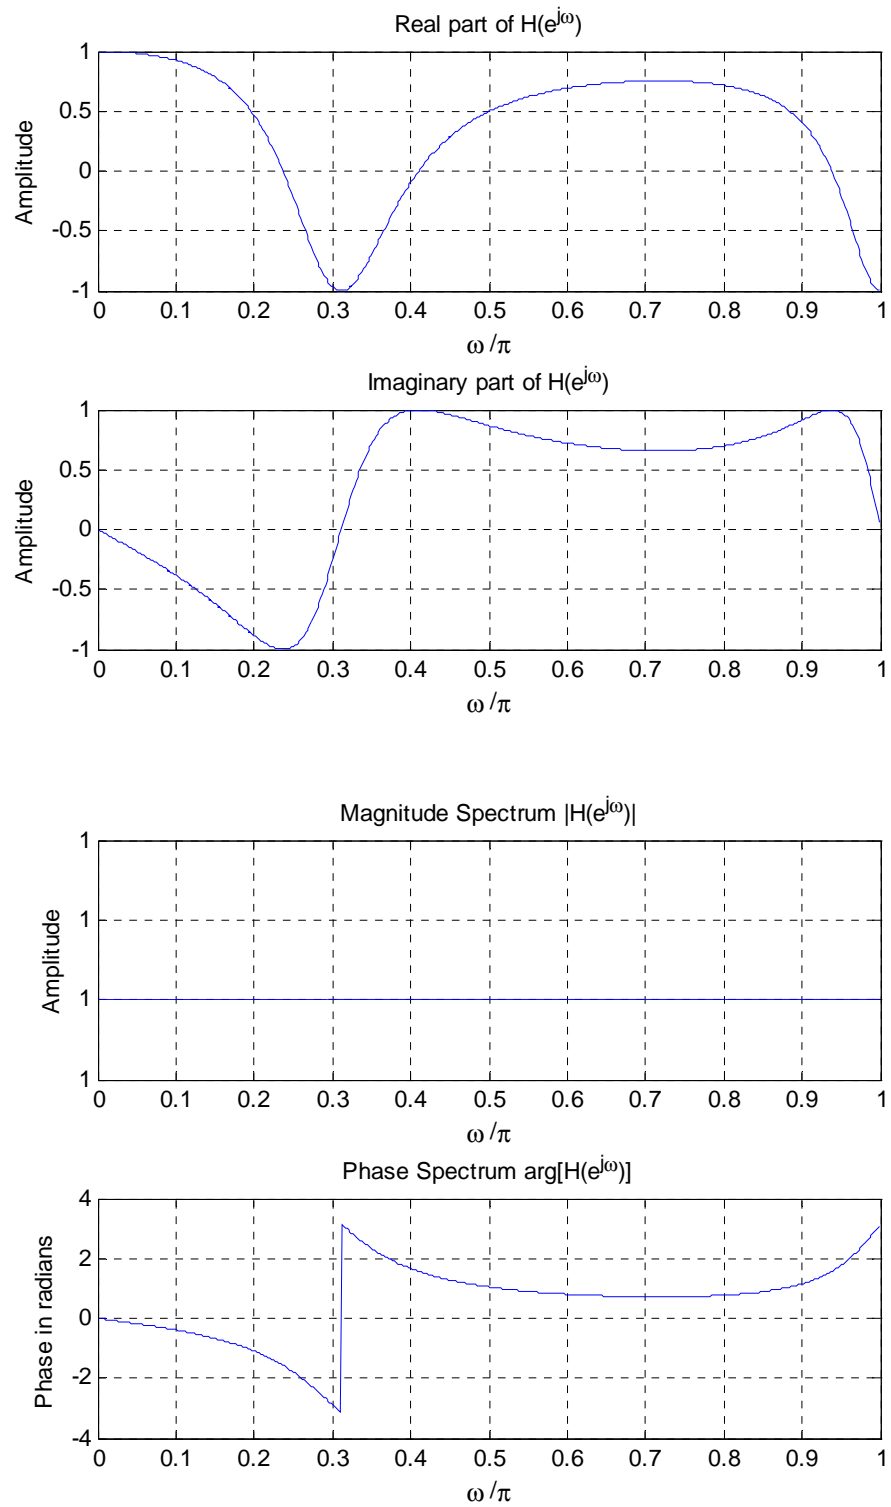 Real part of H(e^jω)
Amplitude
1
0.5
0
-0.5
-1
0 0.1 0.2 0.3 0.4 0.5 0.6 0.7 0.8 0.9 1
ω/π
Imaginary part of H(e^jω)
Amplitude
1
0.5
0
-0.5
-1
0 0.1 0.2 0.3 0.4 0.5 0.6 0.7 0.8 0.9 1
ω/π
Magnitude Spectrum |H(e^jω)|
Amplitude
1
1
1
1
0 0.1 0.2 0.3 0.4 0.5 0.6 0.7 0.8 0.9 1
ω/π
Phase Spectrum arg[H(e^jω)]
Phase in radians
4
2
0
-2
-4
0 0.1 0.2 0.3 0.4 0.5 0.6 0.7 0.8 0.9 1
ω/π